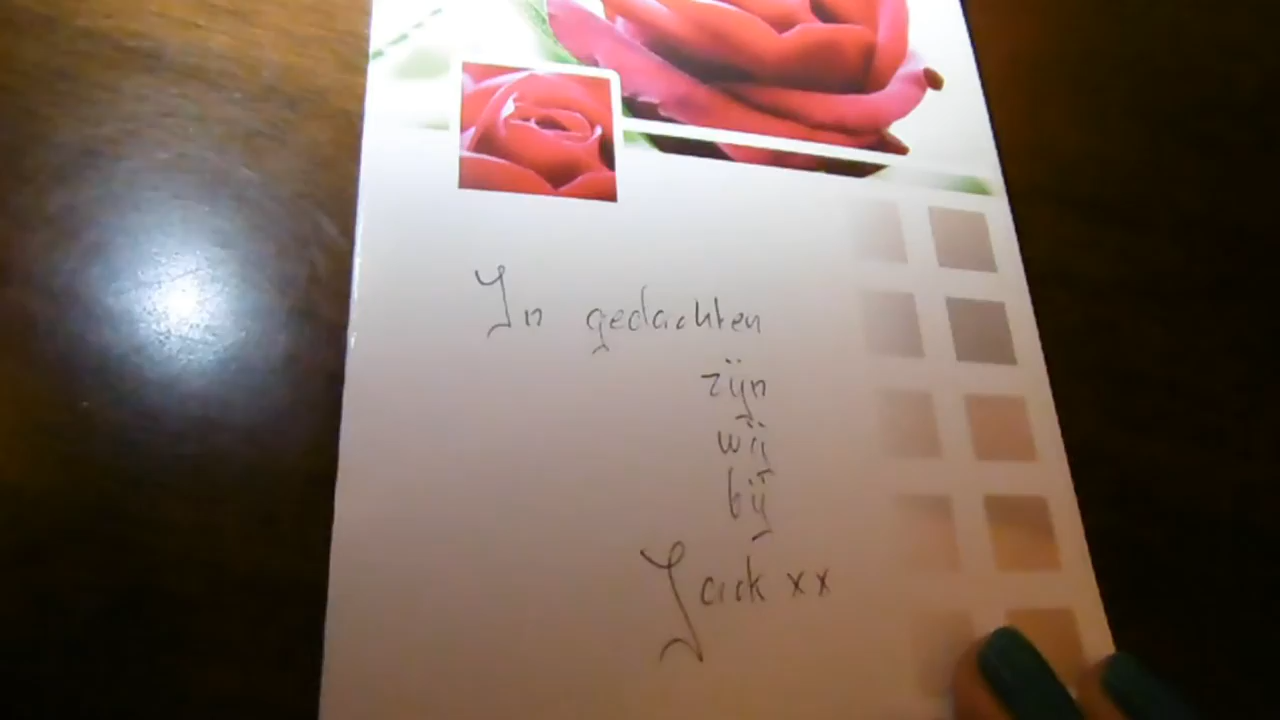 In gedachten
zijn
wij
bij
Jack xx